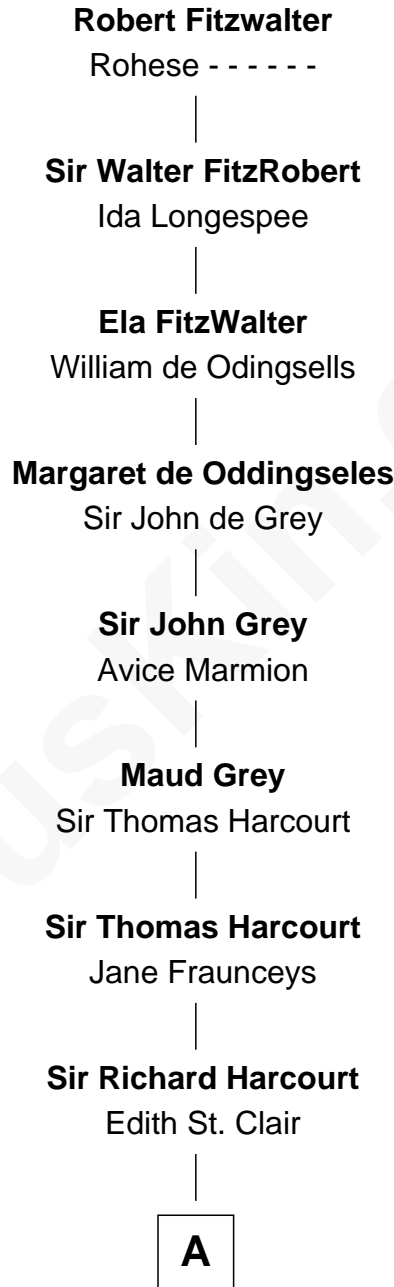 Robert Fitzwalter
Rohese - - - - - -
Sir Walter FitzRobert
Ida Longespee
Ela FitzWalter
William de Odingsells
Margaret de Oddingseles
Sir John de Grey
Sir John Grey
Avice Marmion
Maud Grey
Sir Thomas Harcourt
Sir Thomas Harcourt
Jane Fraunceys
Sir Richard Harcourt
Edith St. Clair
A